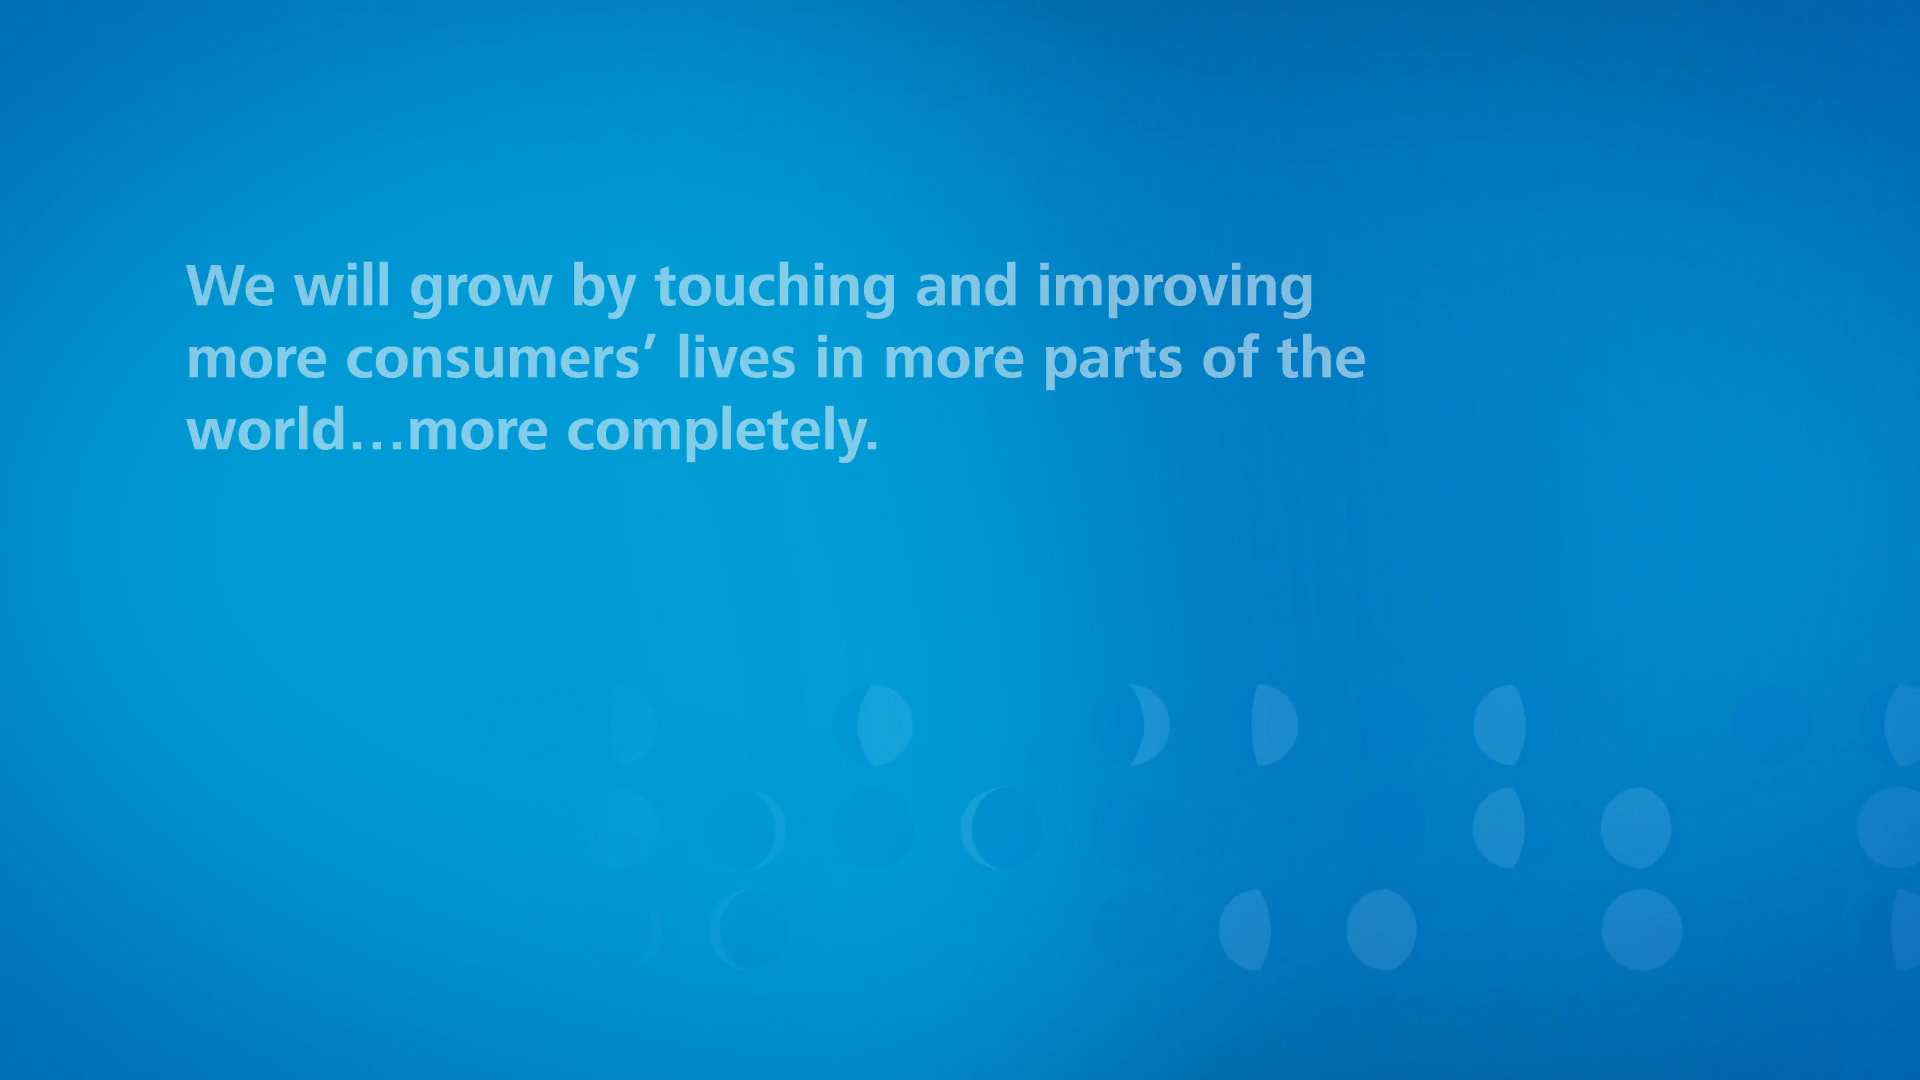 We will grow by touching and improving
more consumers’ lives in more parts of the
world…more completely.